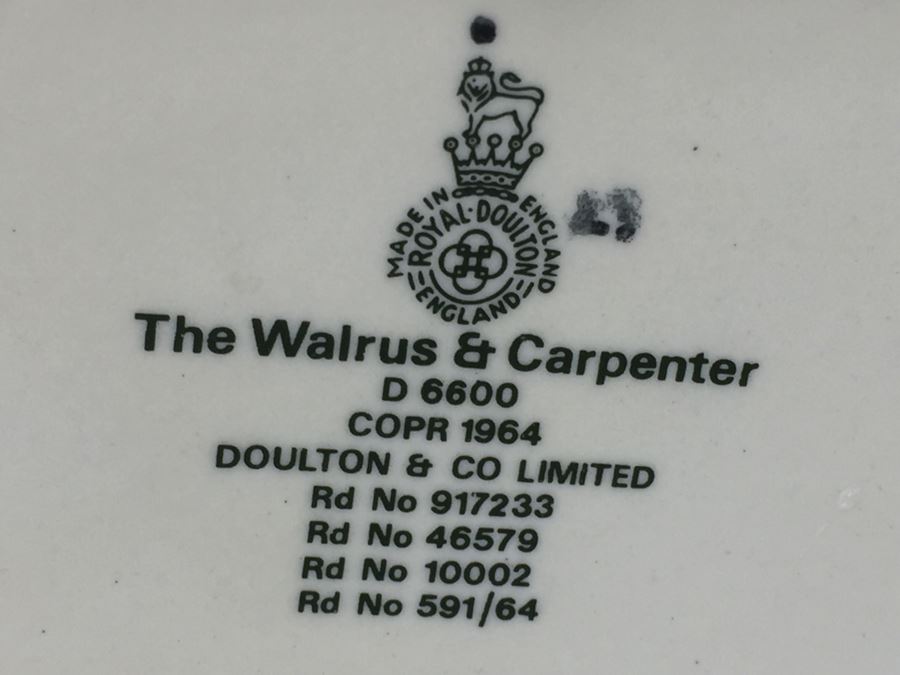 MADE IN ENGLAND
ROYAL·DOULTON
ENGLAND
The Walrus & Carpenter
D 6600
COPR 1964
DOULTON & CO LIMITED
Rd No 917233
Rd No 46579
Rd No 10002
Rd No 591/64